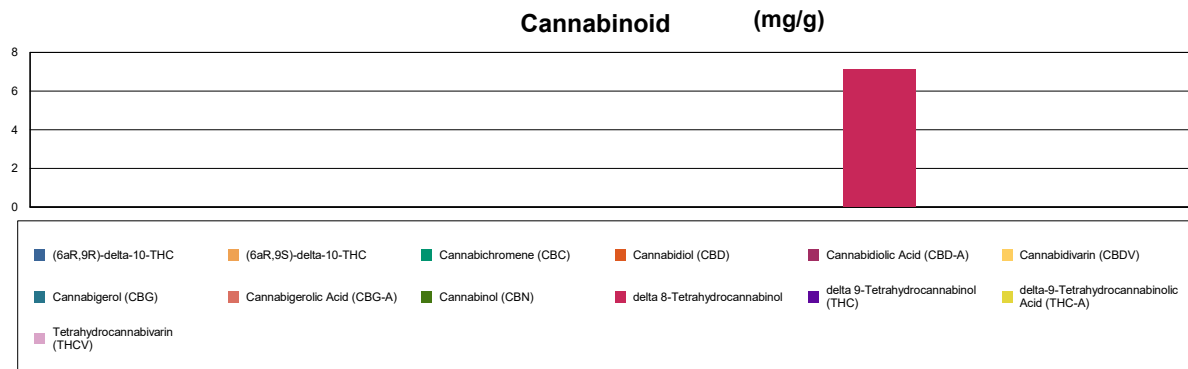 Cannabinoid (mg/g)
8
6
4
2
0
(6aR,9R)-delta-10-THC
(6aR,9S)-delta-10-THC
Cannabichromene (CBC)
Cannabidiol (CBD)
Cannabidiolic Acid (CBD-A)
Cannabidivarin (CBDV)
Cannabigerol (CBG)
Cannabigerolic Acid (CBG-A)
Cannabinol (CBN)
delta 8-Tetrahydrocannabinol
delta 9-Tetrahydrocannabinol
(THC)
delta-9-Tetrahydrocannabinolic
Acid (THC-A)
Tetrahydrocannabivarin
(THCV)